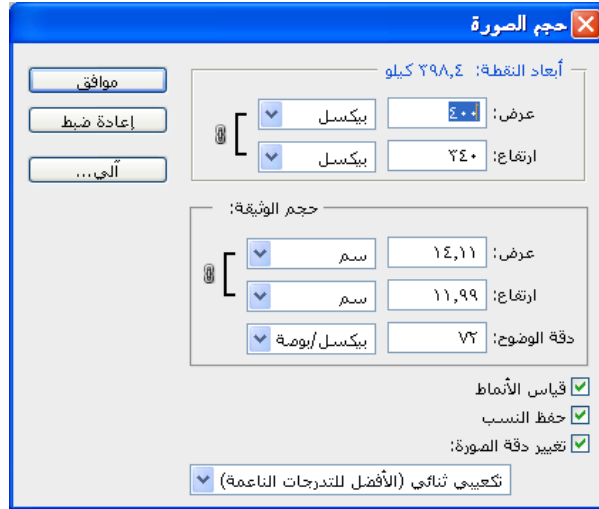 حجم الصورة
أبعاد النقطة: ٣٩٨,٤ كيلو
عرض: ٤٠٠ بيكسل
ارتفاع: ٣٤٠ بيكسل
موافق
إعادة ضبط
آلي...
حجم الوثيقة:
عرض: ١٤,١١ سم
ارتفاع: ١١,٩٩ سم
دقة الوضوح: ٧٢ بيكسل/بوصة
قياس الأنماط
حفظ النسب
تغيير دقة الصورة:
تكعيبي ثنائي (الأفضل للتدرجات الناعمة)